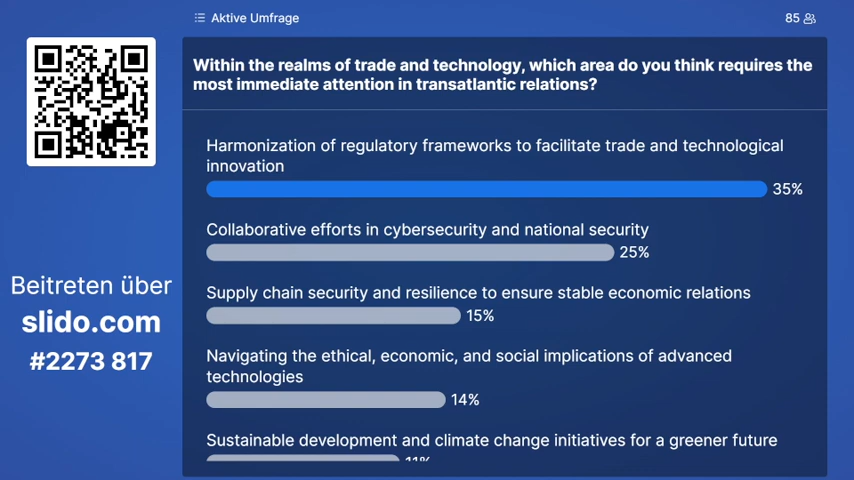 Aktive Umfrage
85
Within the realms of trade and technology, which area do you think requires the
most immediate attention in transatlantic relations?
Harmonization of regulatory frameworks to facilitate trade and technological
innovation
35%
Collaborative efforts in cybersecurity and national security
25%
Supply chain security and resilience to ensure stable economic relations
15%
Navigating the ethical, economic, and social implications of advanced
technologies
14%
Sustainable development and climate change initiatives for a greener future
11%
Beitreten über
slido.com
#2273 817